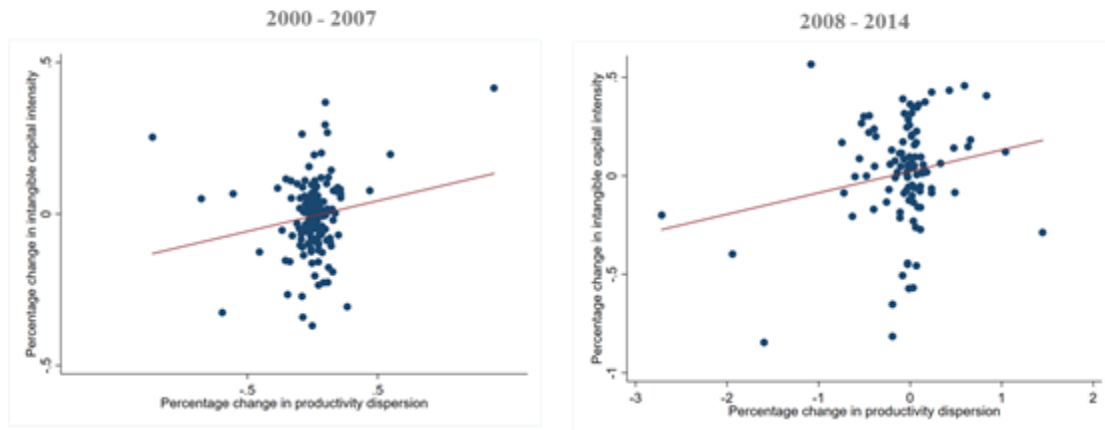 2000 - 2007
2008 - 2014
Percentage change in intangible capital intensity
.5
0
-.5
-.5
.5
Percentage change in productivity dispersion
Percentage change in intangible capital intensity
.5
0
-.5
-1
-3
-2
-1
0
1
2
Percentage change in productivity dispersion